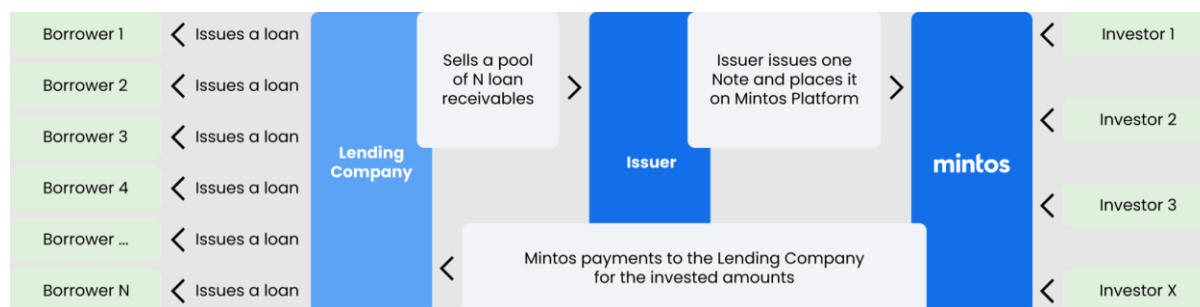 Borrower 1
Issues a loan
Borrower 2
Issues a loan
Borrower 3
Issues a loan
Borrower 4
Issues a loan
Borrower ...
Issues a loan
Borrower N
Issues a loan
Lending
Company
Sells a pool
of N loan
receivables
Issuer
Issuer issues one
Note and places it
on Mintos Platform
Mintos payments to the Lending Company
for the invested amounts
mintos
Investor 1
Investor 2
Investor 3
Investor X